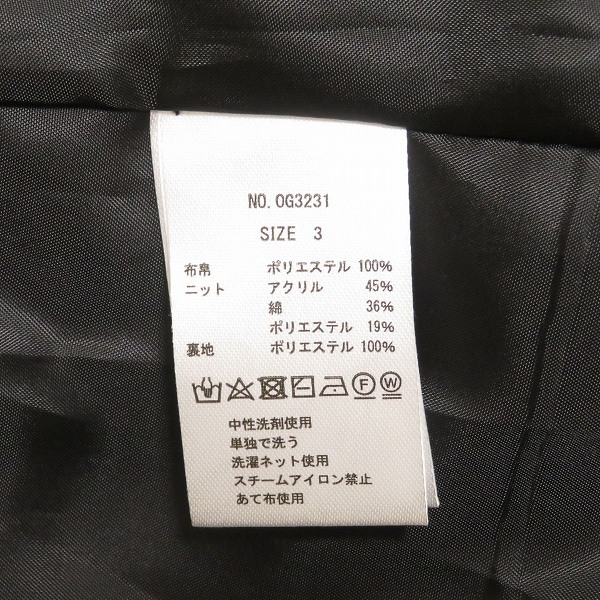 NO.OG3231
SIZE 3
布帛 ポリエステル 100%
ニット アクリル 45%
綿 36%
ポリエステル 19%
裏地 ポリエステル 100%
F W
中性洗剤使用
単独で洗う
洗濯ネット使用
スチームアイロン禁止
あて布使用